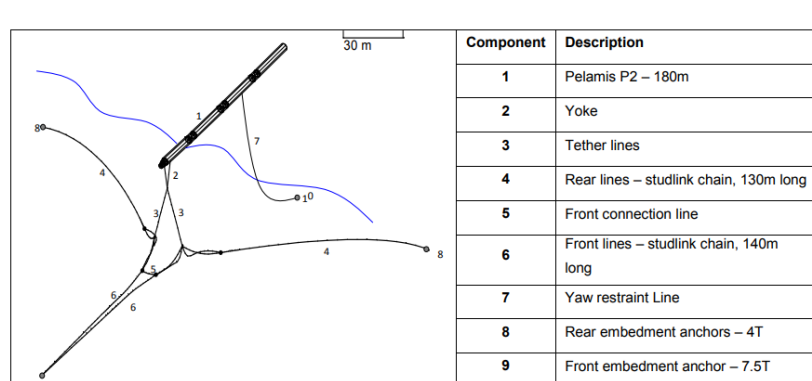 30 m
1
2
3
3
4
4
5
6
6
7
8
8
10
Component Description
1 Pelamis P2 – 180m
2 Yoke
3 Tether lines
4 Rear lines – studlink chain, 130m long
5 Front connection line
6 Front lines – studlink chain, 140m
long
7 Yaw restraint Line
8 Rear embedment anchors – 4T
9 Front embedment anchor – 7.5T